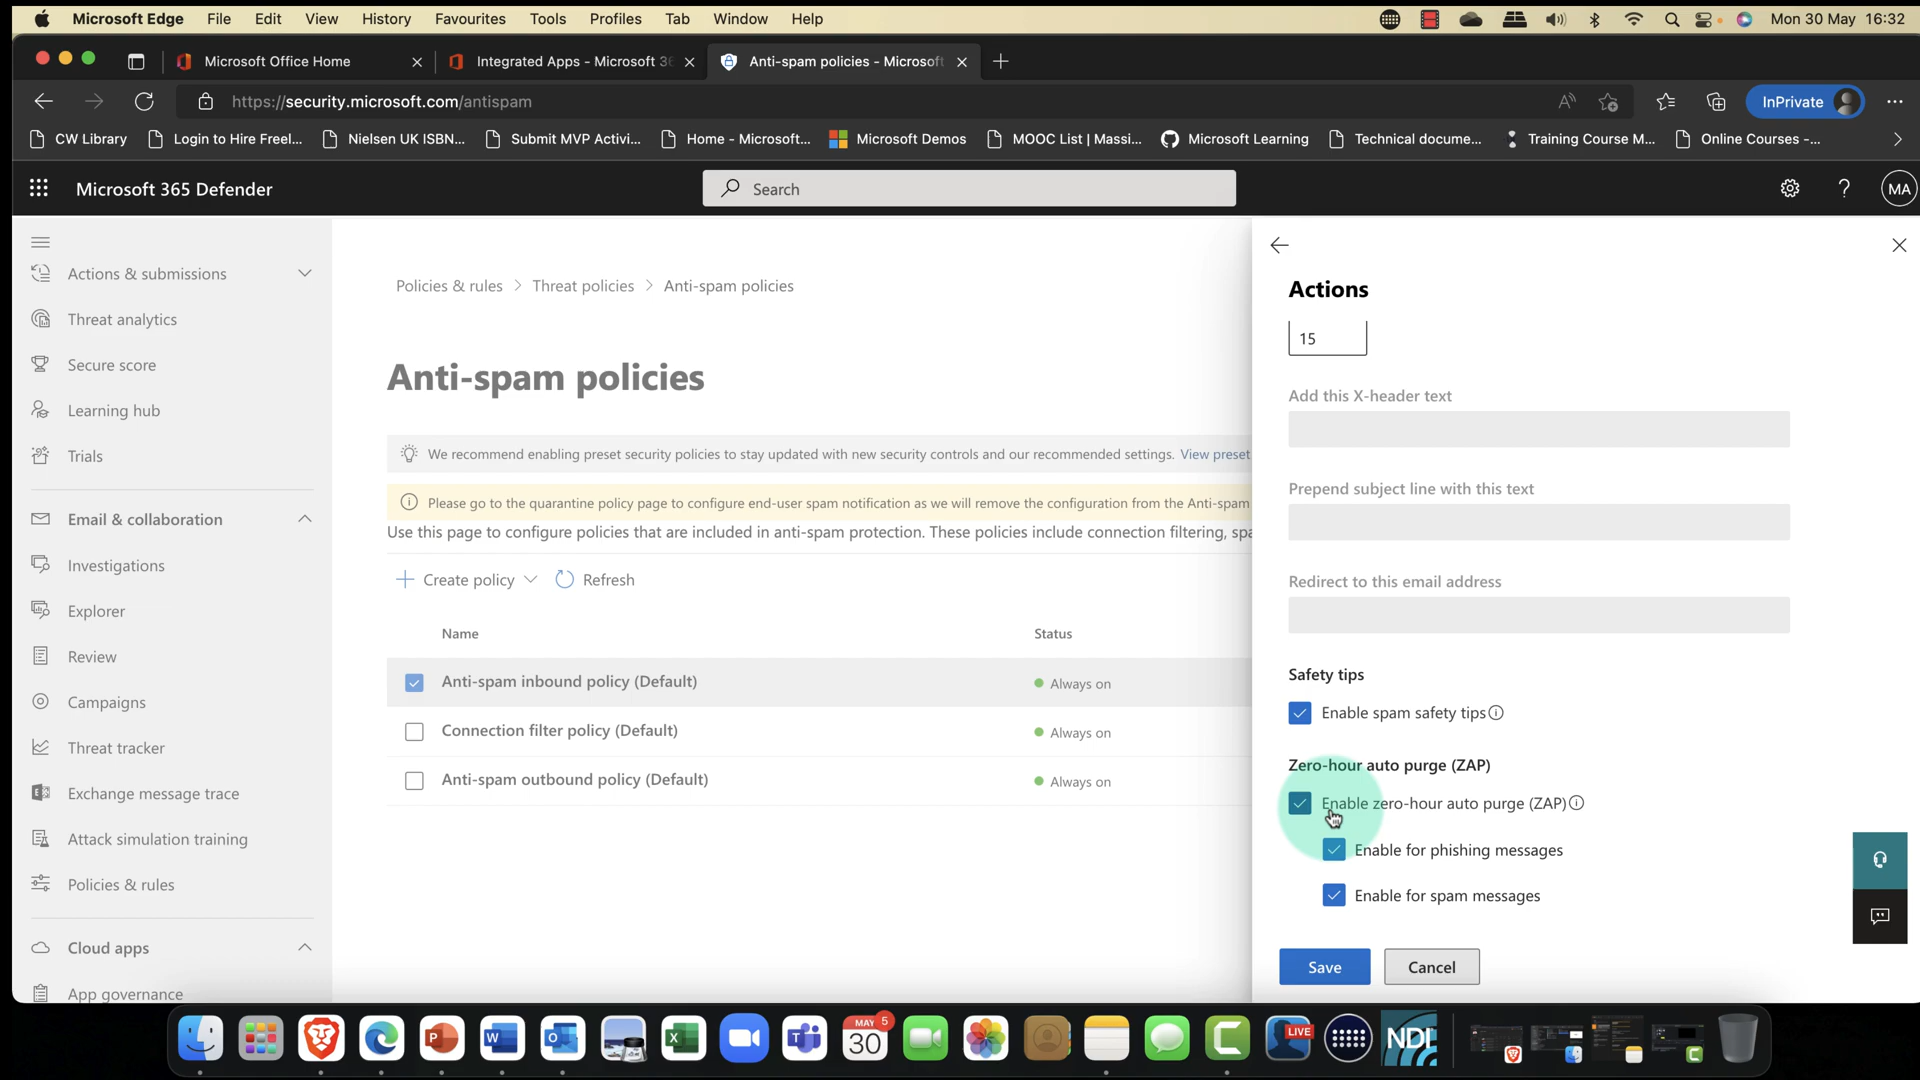 Microsoft Edge File Edit View History Favourites Tools Profiles Tab Window Help Mon 30 May 16:32
Microsoft Office Home Integrated Apps - Microsoft 36 Anti-spam policies - Microsoft
https://security.microsoft.com/antispam InPrivate
CW Library Login to Hire Freel... Nielsen UK ISBN... Submit MVP Activi... Home - Microsoft... Microsoft Demos MOOC List | Massi... Microsoft Learning Technical docume... Training Course M... Online Courses -...
Microsoft 365 Defender Search MA
Actions & submissions
Threat analytics
Secure score
Learning hub
Trials
Email & collaboration
Investigations
Explorer
Review
Campaigns
Threat tracker
Exchange message trace
Attack simulation training
Policies & rules
Cloud apps
App governance
Policies & rules > Threat policies > Anti-spam policies
Anti-spam policies
We recommend enabling preset security policies to stay updated with new security controls and our recommended settings. View preset
Please go to the quarantine policy page to configure end-user spam notification as we will remove the configuration from the Anti-spam
Use this page to configure policies that are included in anti-spam protection. These policies include connection filtering, spa
Create policy Refresh
Name Status
Anti-spam inbound policy (Default) Always on
Connection filter policy (Default) Always on
Anti-spam outbound policy (Default) Always on
Actions
15
Add this X-header text
Prepend subject line with this text
Redirect to this email address
Safety tips
Enable spam safety tips
Zero-hour auto purge (ZAP)
Enable zero-hour auto purge (ZAP)
Enable for phishing messages
Enable for spam messages
Save Cancel
MAY 5
30
LIVE
NDI